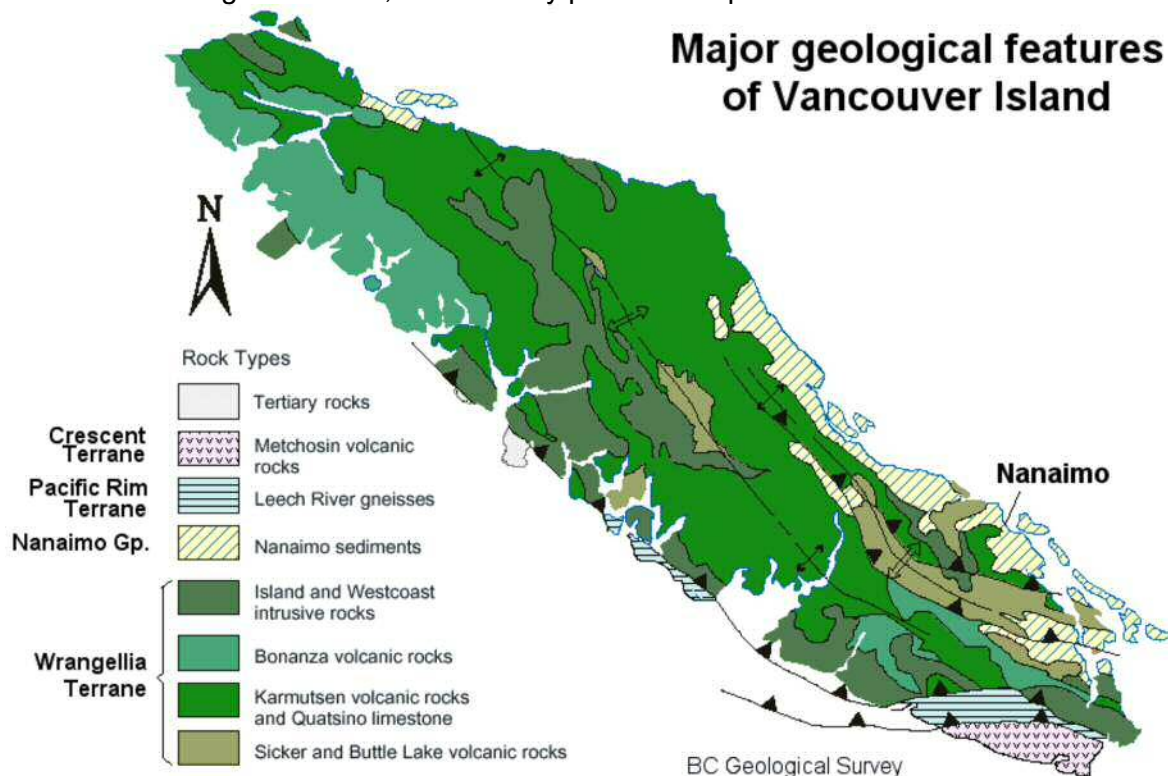 Major geological features
of Vancouver Island
N
Rock Types
Tertiary rocks
Crescent
Terrane
Metchosin volcanic
rocks
Pacific Rim
Terrane
Leech River gneisses
Nanaimo Gp.
Nanaimo sediments
Island and Westcoast
intrusive rocks
Wrangellia
Terrane
Bonanza volcanic rocks
Karmutsen volcanic rocks
and Quatsino limestone
Sicker and Buttle Lake volcanic rocks
Nanaimo
BC Geological Survey